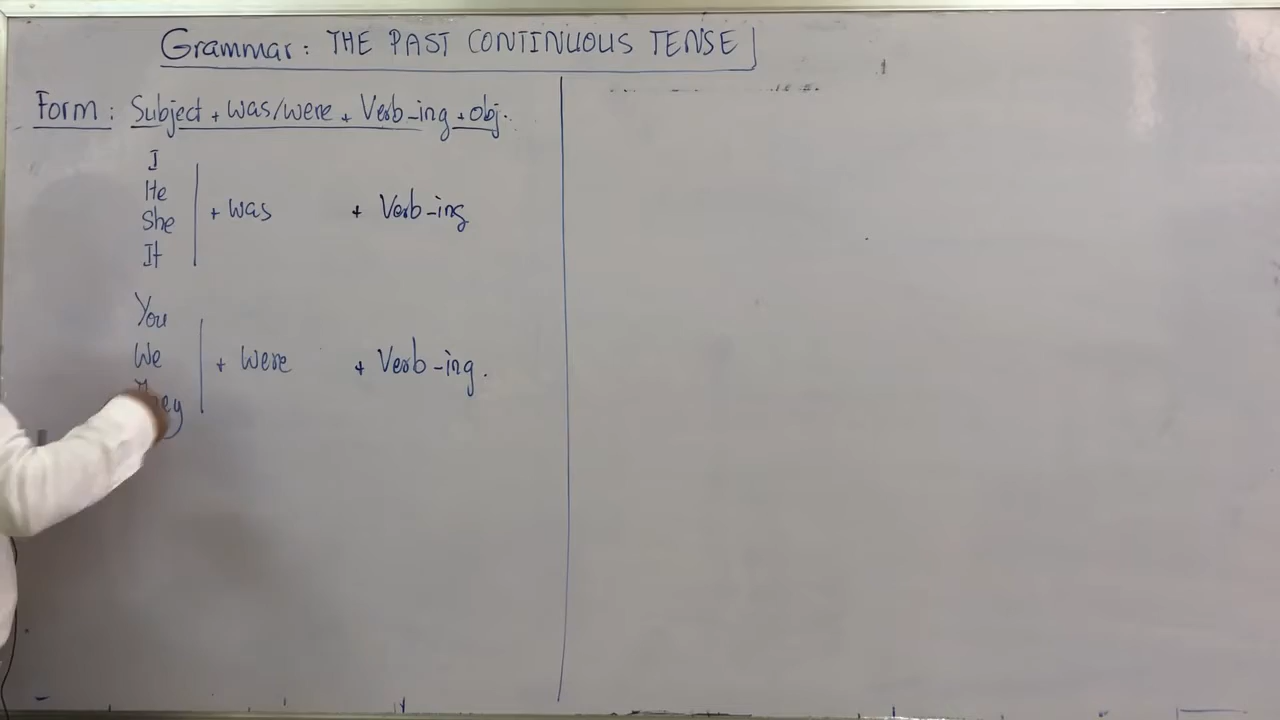 Grammar: THE PAST CONTINUOUS TENSE
Form: Subject + was/were + Verb-ing + obj.
I
He
She
It
+ was + Verb-ing
You
We
They
+ were + Verb-ing.